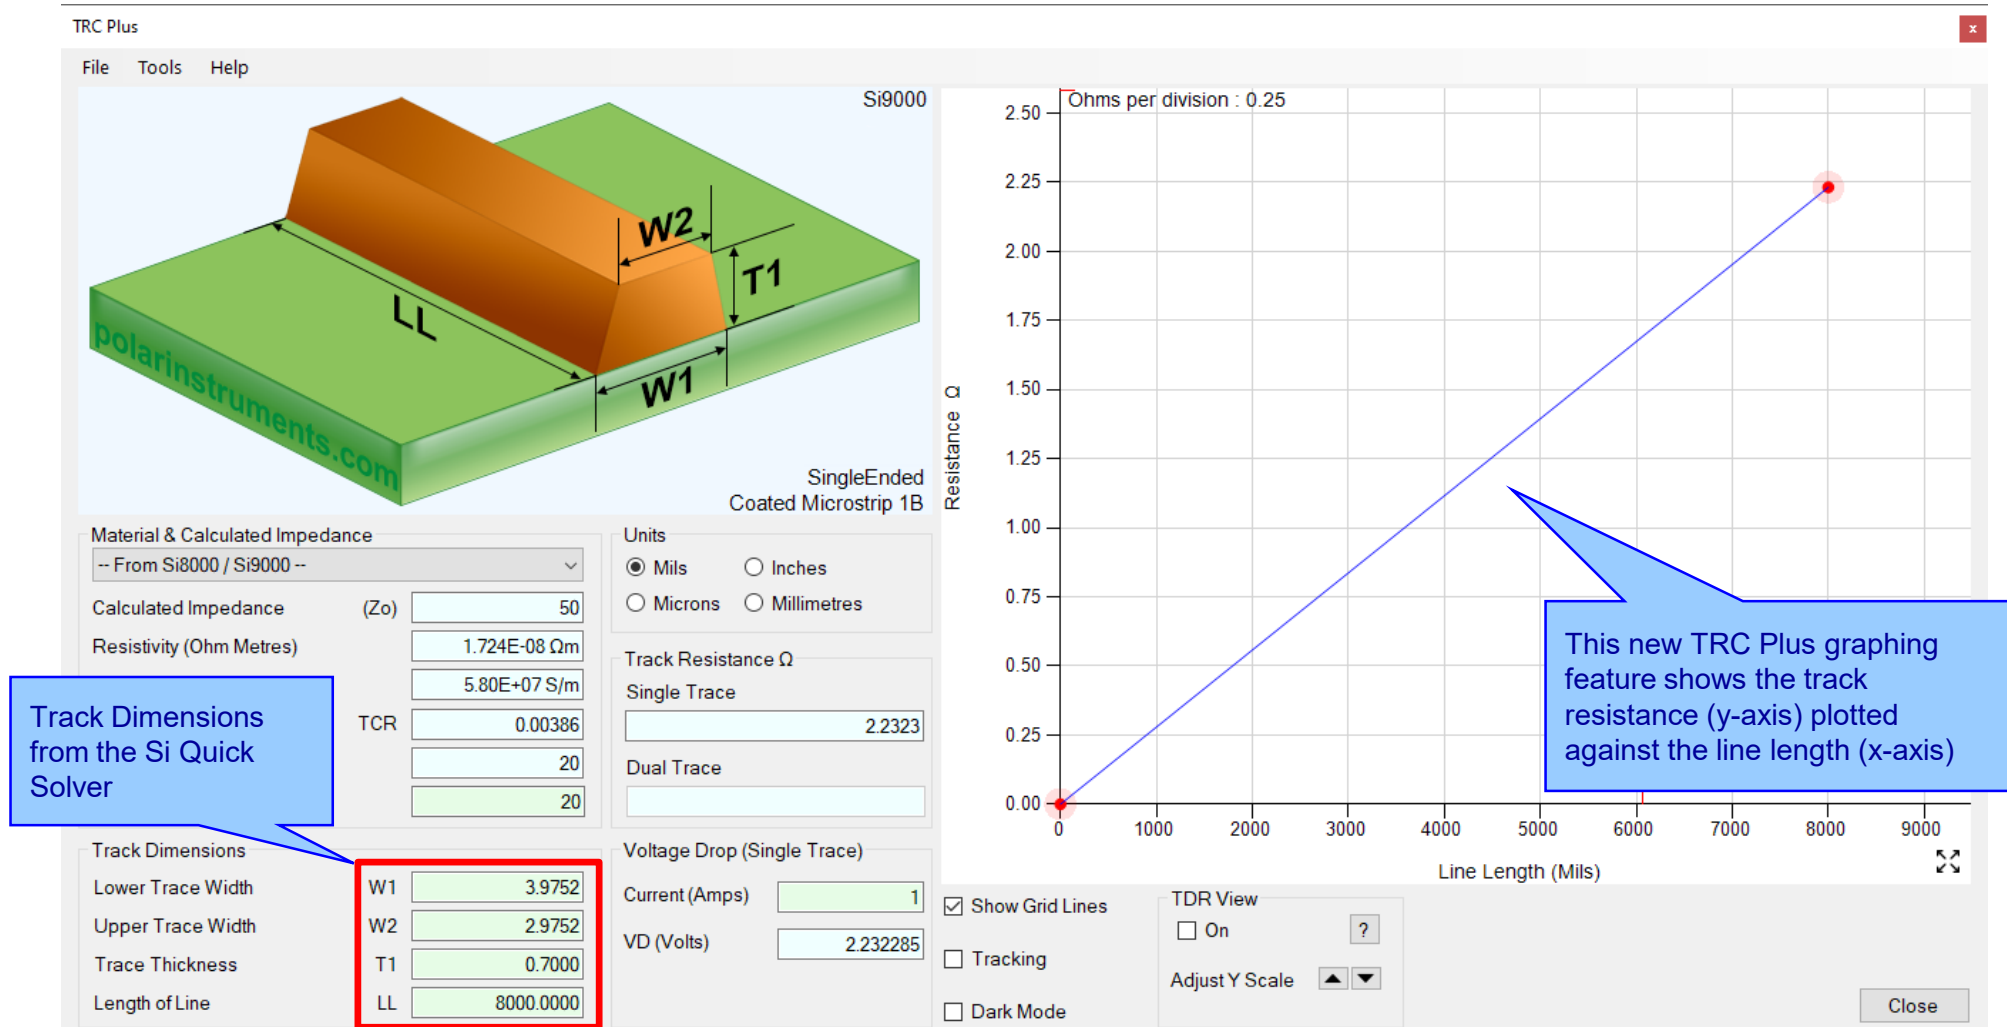 TRC Plus
x
File Tools Help
Si9000
W2
T1
LL
W1
polarinstruments.com
SingleEnded
Coated Microstrip 1B
Material & Calculated Impedance
-- From Si8000 / Si9000 --
Calculated Impedance (Zo) 50
Resistivity (Ohm Metres) 1.724E-08 Ωm
5.80E+07 S/m
TCR 0.00386
20
20
Track Dimensions
from the Si Quick
Solver
Track Dimensions
Lower Trace Width W1 3.9752
Upper Trace Width W2 2.9752
Trace Thickness T1 0.7000
Length of Line LL 8000.0000
Units
Mils Inches
Microns Millimetres
Track Resistance Ω
Single Trace
2.2323
Dual Trace
Voltage Drop (Single Trace)
Current (Amps) 1
VD (Volts) 2.232285
Ohms per division : 0.25
2.50
2.25
2.00
1.75
1.50
1.25
1.00
0.75
0.50
0.25
0.00
Resistance Ω
0 1000 2000 3000 4000 5000 6000 7000 8000 9000
Line Length (Mils)
This new TRC Plus graphing
feature shows the track
resistance (y-axis) plotted
against the line length (x-axis)
Show Grid Lines
Tracking
Dark Mode
TDR View
On ?
Adjust Y Scale
Close